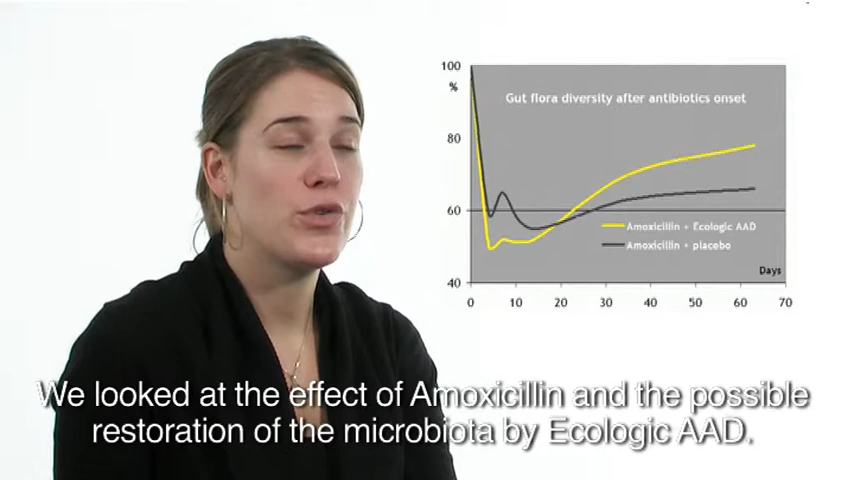 100
%
Gut flora diversity after antibiotics onset
80
60
Amoxicillin + Ecologic AAD
Amoxicillin + placebo
Days
40
0 10 20 30 40 50 60 70
We looked at the effect of Amoxicillin and the possible
restoration of the microbiota by Ecologic AAD.